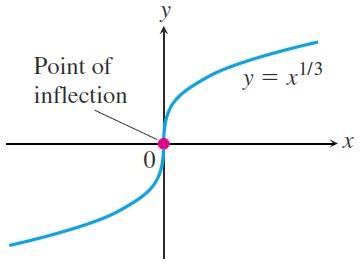 y
Point of
inflection
y = x^{1/3}
x
0